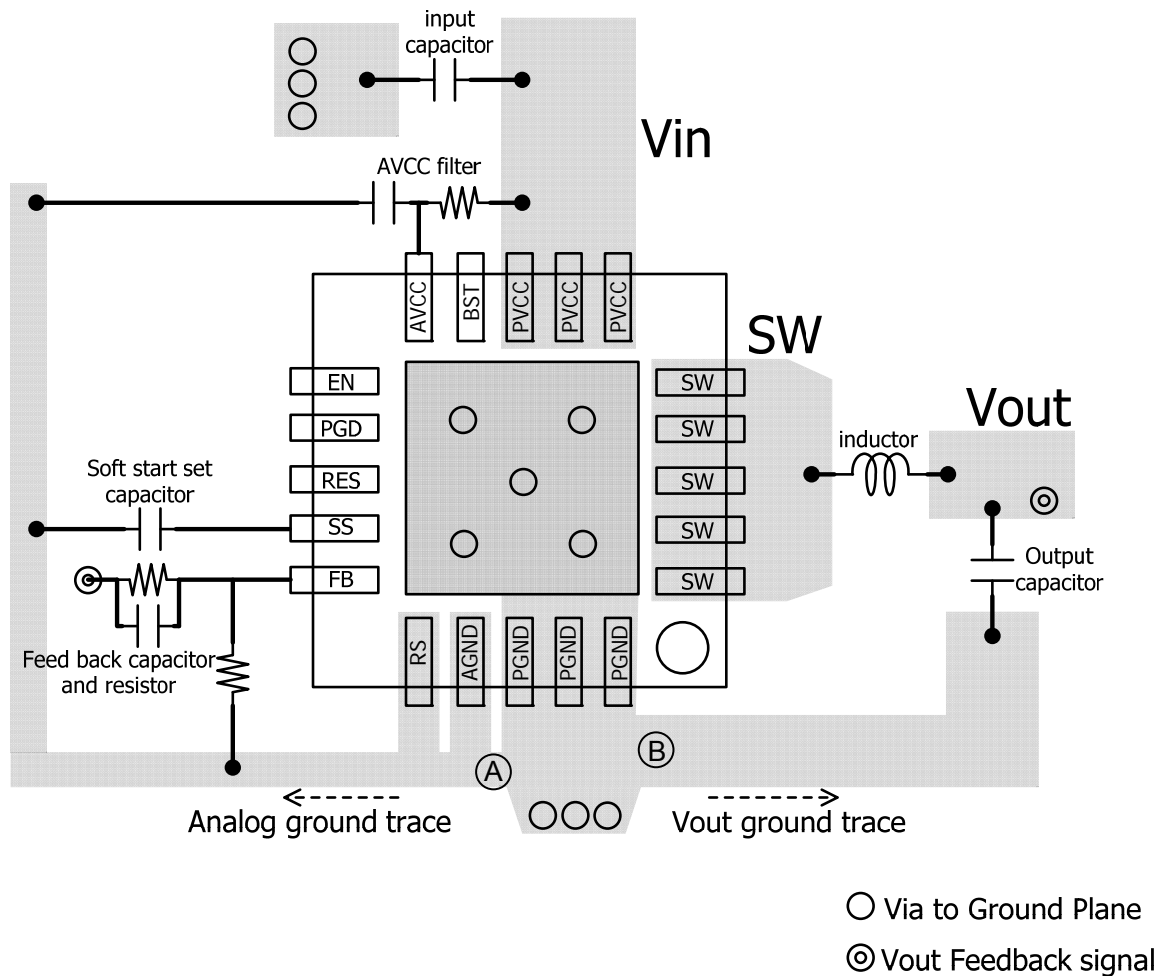 input
capacitor
Vin
AVCC filter
AVCC
BST
PVCC
PVCC
PVCC
SW
EN
PGD
RES
SS
FB
SW
SW
SW
SW
SW
Vout
inductor
Soft start set
capacitor
Output
capacitor
Feed back capacitor
and resistor
RS
AGND
PGND
PGND
PGND
A
B
Analog ground trace
Vout ground trace
Via to Ground Plane
Vout Feedback signal